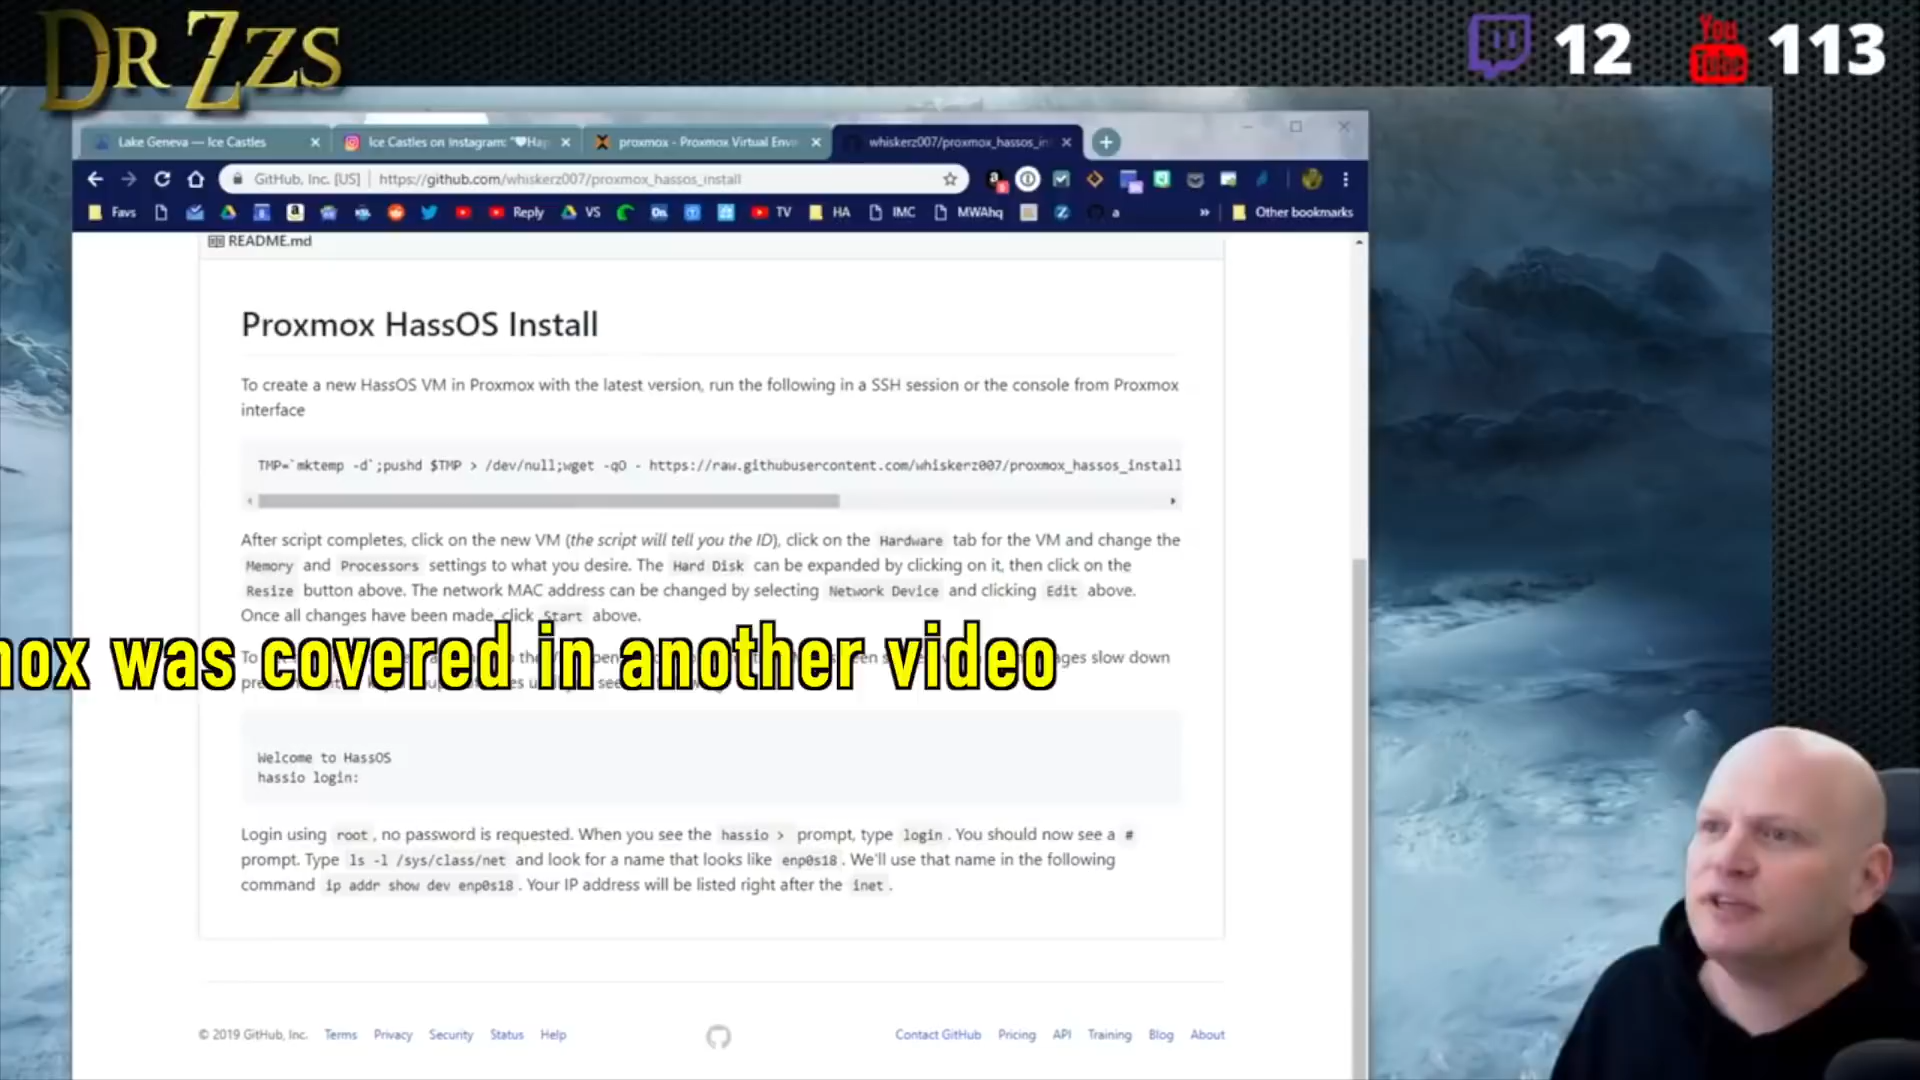 DR ZZS
12
You Tube
113
Lake Geneva — Ice Castles
Ice Castles on Instagram: "🤍Hap
proxmox - Proxmox Virtual Envi
whiskerz007/proxmox_hassos_in
GitHub, Inc. [US]
https://github.com/whiskerz007/proxmox_hassos_install
Favs
Reply
VS
On
TV
HA
IMC
MWAhq
Z
a
»
Other bookmarks
README.md
Proxmox HassOS Install
To create a new HassOS VM in Proxmox with the latest version, run the following in a SSH session or the console from Proxmox
interface
TMP=`mktemp -d`;pushd $TMP > /dev/null;wget -qO - https://raw.githubusercontent.com/whiskerz007/proxmox_hassos_install
After script completes, click on the new VM (the script will tell you the ID), click on the Hardware tab for the VM and change the
Memory and Processors settings to what you desire. The Hard Disk can be expanded by clicking on it, then click on the
Resize button above. The network MAC address can be changed by selecting Network Device and clicking Edit above.
Once all changes have been made, click Start above.
mox was covered in another video
To
slow down
Welcome to HassOS
hassio login:
Login using root, no password is requested. When you see the hassio > prompt, type login. You should now see a #
prompt. Type ls -l /sys/class/net and look for a name that looks like enp0s18. We'll use that name in the following
command ip addr show dev enp0s18. Your IP address will be listed right after the inet.
© 2019 GitHub, Inc.
Terms
Privacy
Security
Status
Help
Contact GitHub
Pricing
API
Training
Blog
About